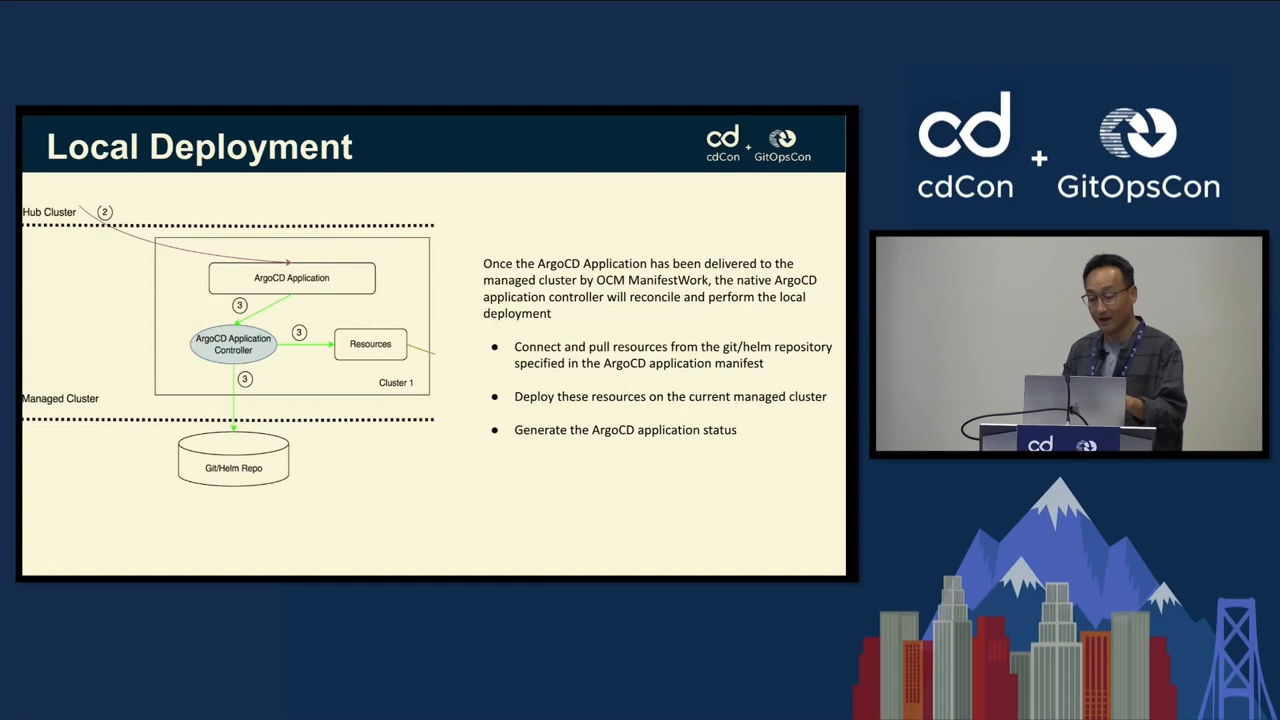 Local Deployment
cd
cdCon
+
GitOpsCon
Hub Cluster
2
ArgoCD Application
3
ArgoCD Application
Controller
3
Resources
3
Cluster 1
Managed Cluster
Git/Helm Repo
Once the ArgoCD Application has been delivered to the
managed cluster by OCM ManifestWork, the native ArgoCD
application controller will reconcile and perform the local
deployment
● Connect and pull resources from the git/helm repository
specified in the ArgoCD application manifest
● Deploy these resources on the current managed cluster
● Generate the ArgoCD application status
cd
cdCon
+
GitOpsCon
cd